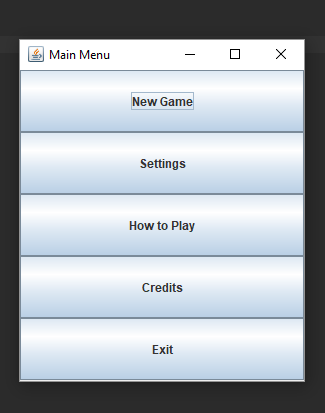 Main Menu
New Game
Settings
How to Play
Credits
Exit